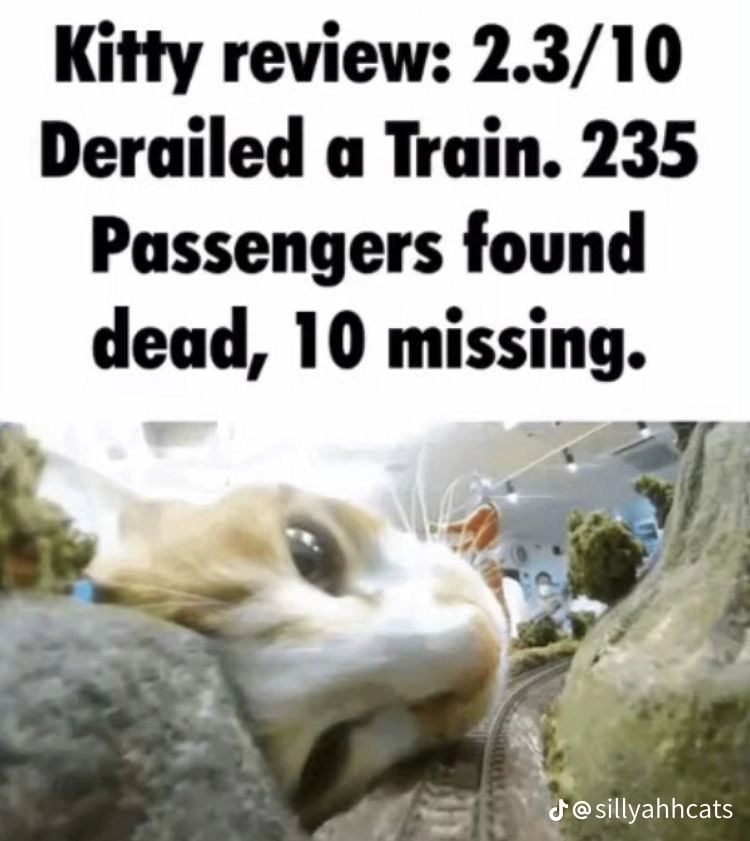 Kitty review: 2.3/10
Derailed a Train. 235
Passengers found
dead, 10 missing.
@sillyahhcats